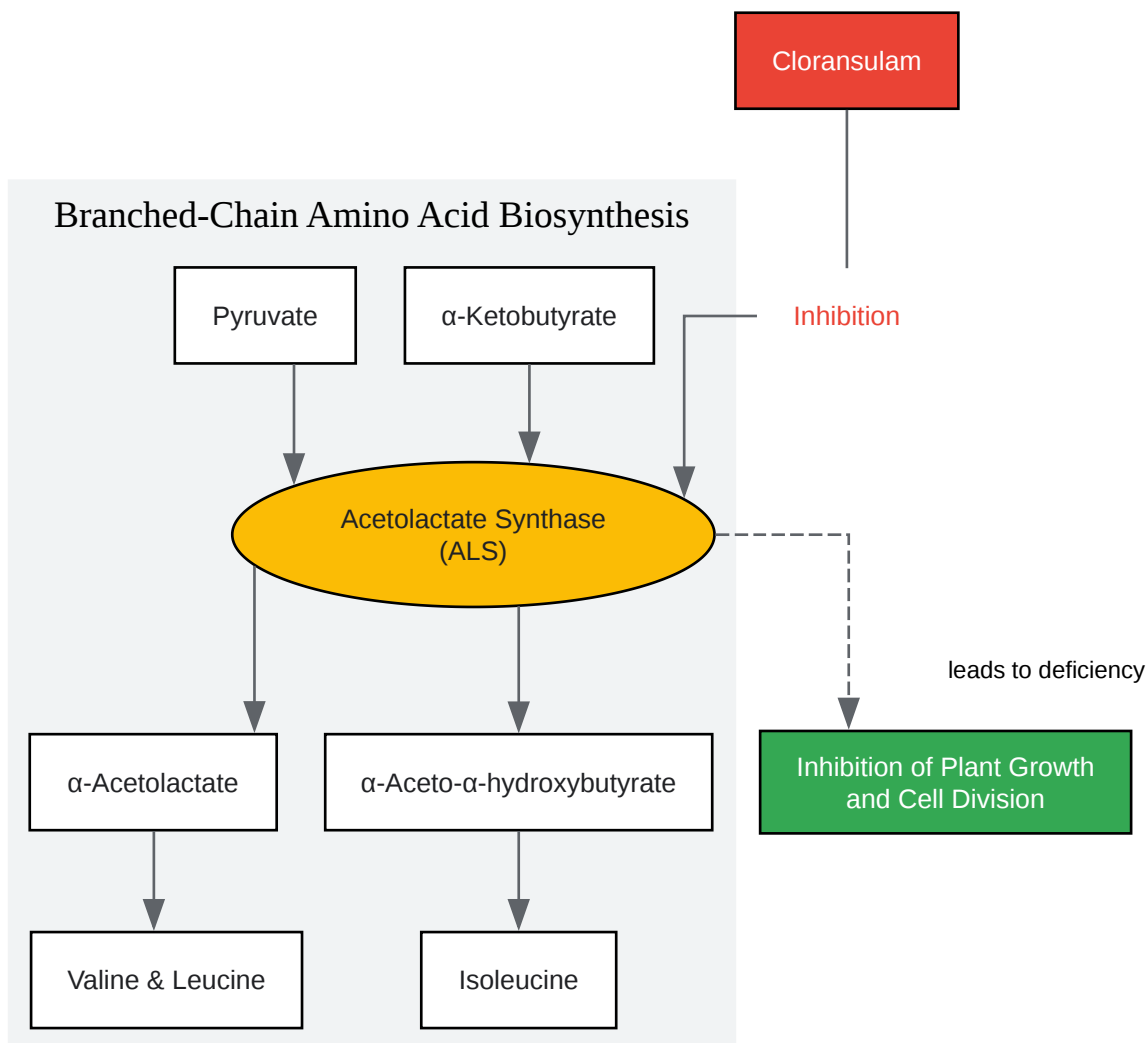 Cloransulam
Branched-Chain Amino Acid Biosynthesis
Pyruvate
α-Ketobutyrate
Inhibition
Acetolactate Synthase
(ALS)
leads to deficiency
α-Acetolactate
α-Aceto-α-hydroxybutyrate
Inhibition of Plant Growth
and Cell Division
Valine & Leucine
Isoleucine